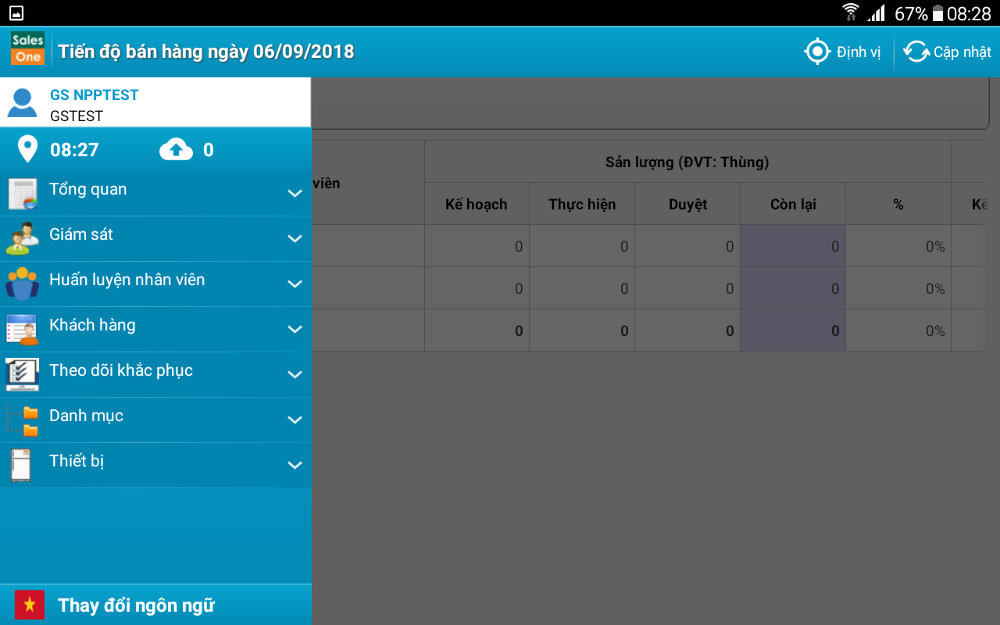 67% 08:28
Sales One
Tiến độ bán hàng ngày 06/09/2018
Định vị
Cập nhật
GS NPPTEST
GSTEST
08:27
0
Tổng quan
Giám sát
Huấn luyện nhân viên
Khách hàng
Theo dõi khắc phục
Danh mục
Thiết bị
Thay đổi ngôn ngữ
viên
Sản lượng (ĐVT: Thùng)
Kế hoạch Thực hiện Duyệt Còn lại % Kế
0 0 0 0 0%
0 0 0 0 0%
0 0 0 0 0%